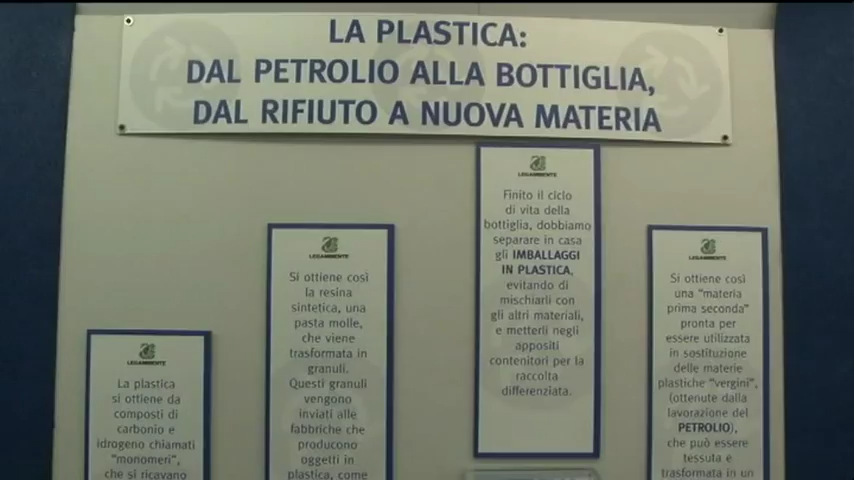 LA PLASTICA:
DAL PETROLIO ALLA BOTTIGLIA,
DAL RIFIUTO A NUOVA MATERIA
LEGAMBIENTE
La plastica
si ottiene da
composti di
carbonio e
idrogeno chiamati
"monomeri",
che si ricavano
LEGAMBIENTE
Si ottiene così
la resina
sintetica, una
pasta molle,
che viene
trasformata in
granuli.
Questi granuli
vengono
inviati alle
fabbriche che
producono
oggetti in
plastica, come
LEGAMBIENTE
Finito il ciclo
di vita della
bottiglia, dobbiamo
separare in casa
gli IMBALLAGGI
IN PLASTICA,
evitando di
mischiarli con
gli altri materiali,
e metterli negli
appositi
contenitori per la
raccolta
differenziata.
LEGAMBIENTE
Si ottiene così
una "materia
prima seconda"
pronta per
essere utilizzata
in sostituzione
delle materie
plastiche "vergini",
(ottenute dalla
lavorazione del
PETROLIO),
che può essere
tessuta e
trasformata in un